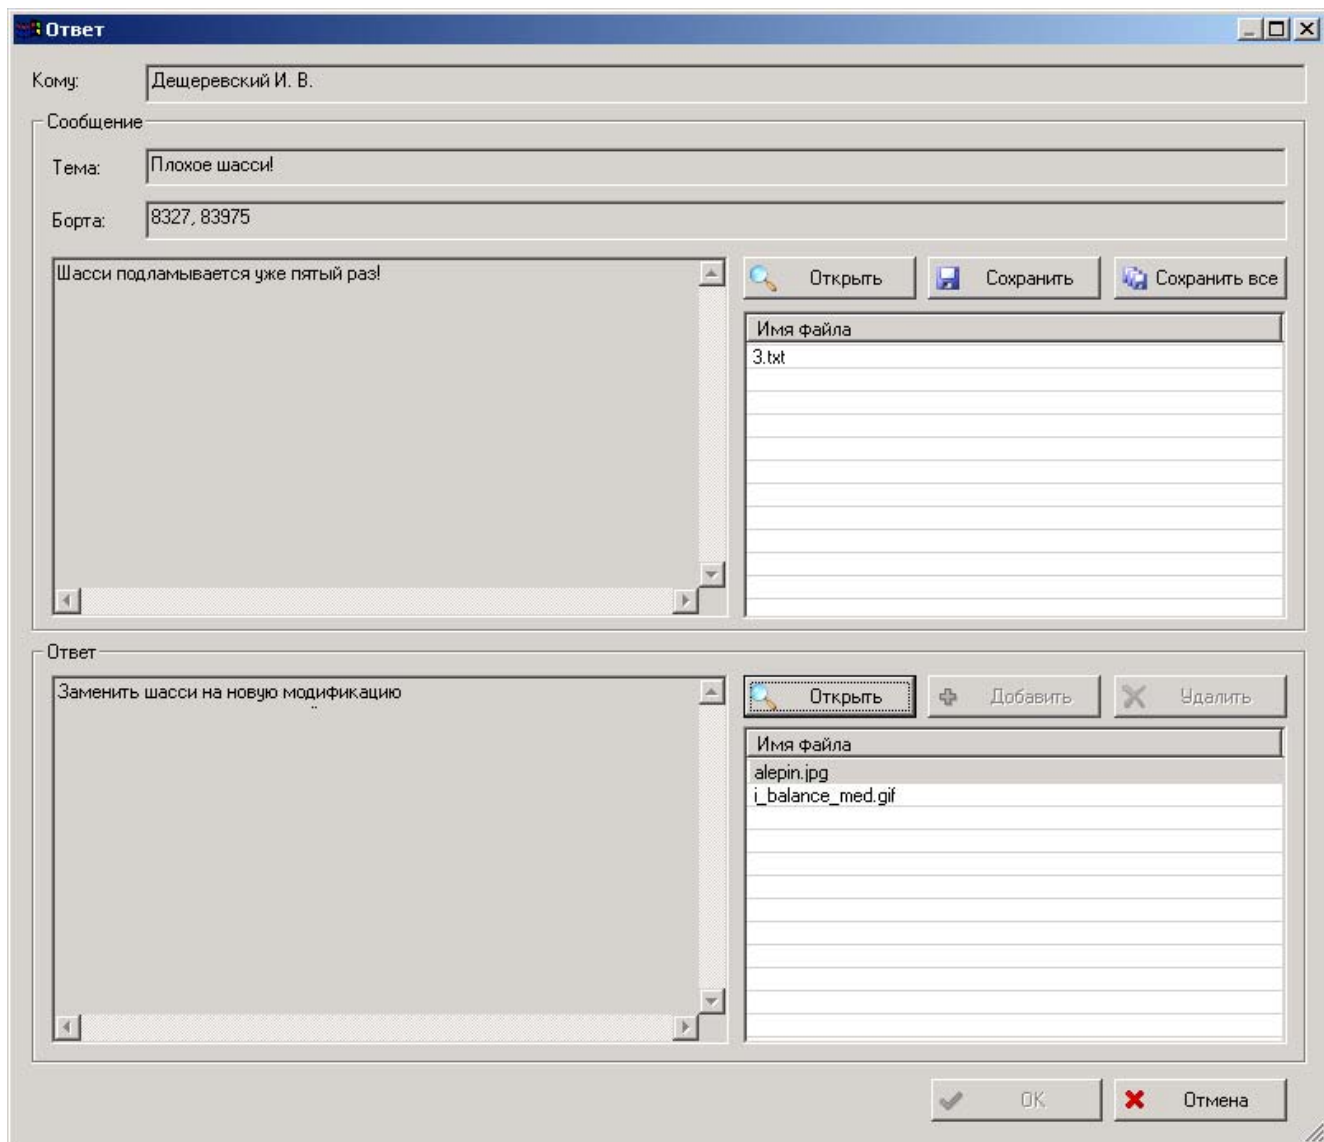 Ответ
Кому:
Дещеревский И. В.
Сообщение
Тема:
Плохое шасси!
Борта:
8327, 83975
Шасси подламывается уже пятый раз!
Открыть
Сохранить
Сохранить все
Имя файла
3.txt
Ответ
Заменить шасси на новую модификацию
Открыть
Добавить
Удалить
Имя файла
alepin.jpg
i_balance_med.gif
OK
Отмена